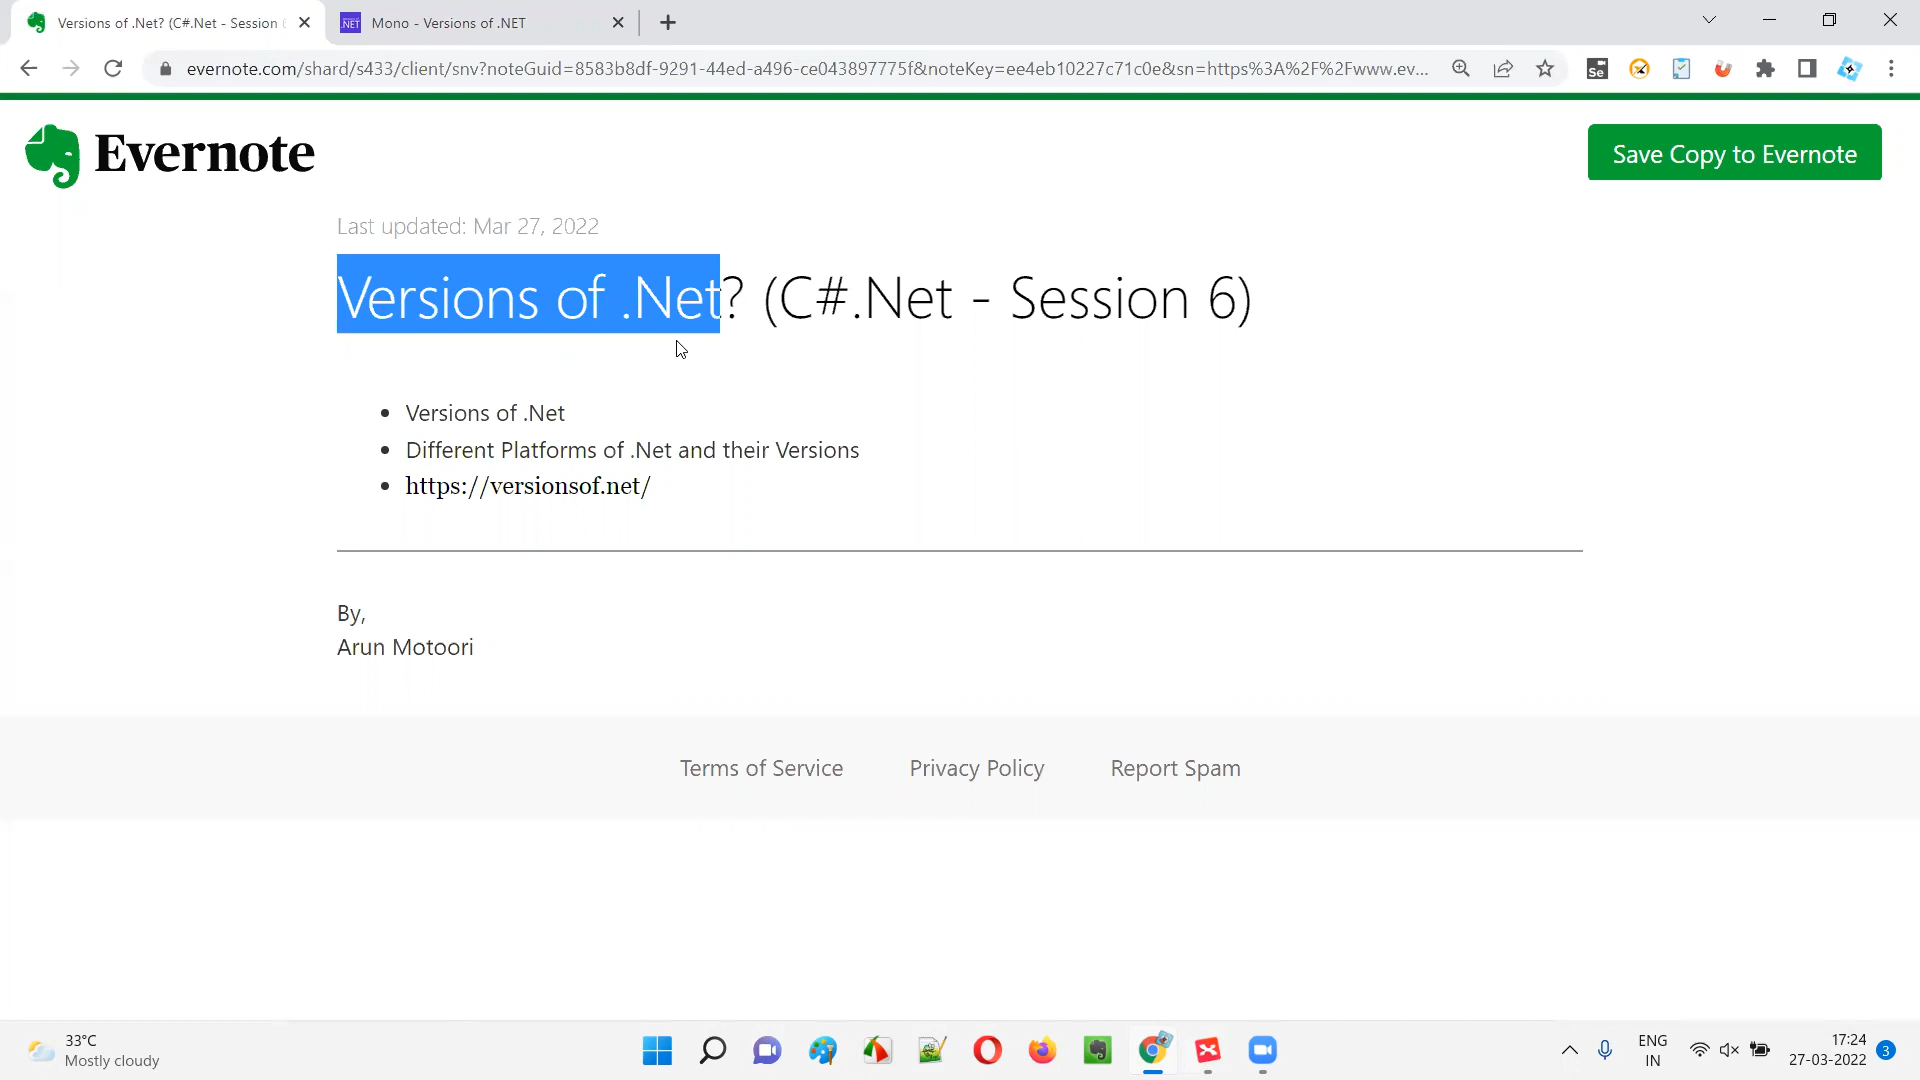 Versions of .Net? (C#.Net - Session 6
Mono - Versions of .NET
evernote.com/shard/s433/client/snv?noteGuid=8583b8df-9291-44ed-a496-ce043897775f&noteKey=ee4eb10227c71c0e&sn=https%3A%2F%2Fwww.ev...
Evernote
Save Copy to Evernote
Last updated: Mar 27, 2022
Versions of .Net? (C#.Net - Session 6)
• Versions of .Net
• Different Platforms of .Net and their Versions
• https://versionsof.net/
By,
Arun Motoori
Terms of Service Privacy Policy Report Spam
33°C
Mostly cloudy
ENG
IN
17:24
27-03-2022
3
.NET
Se